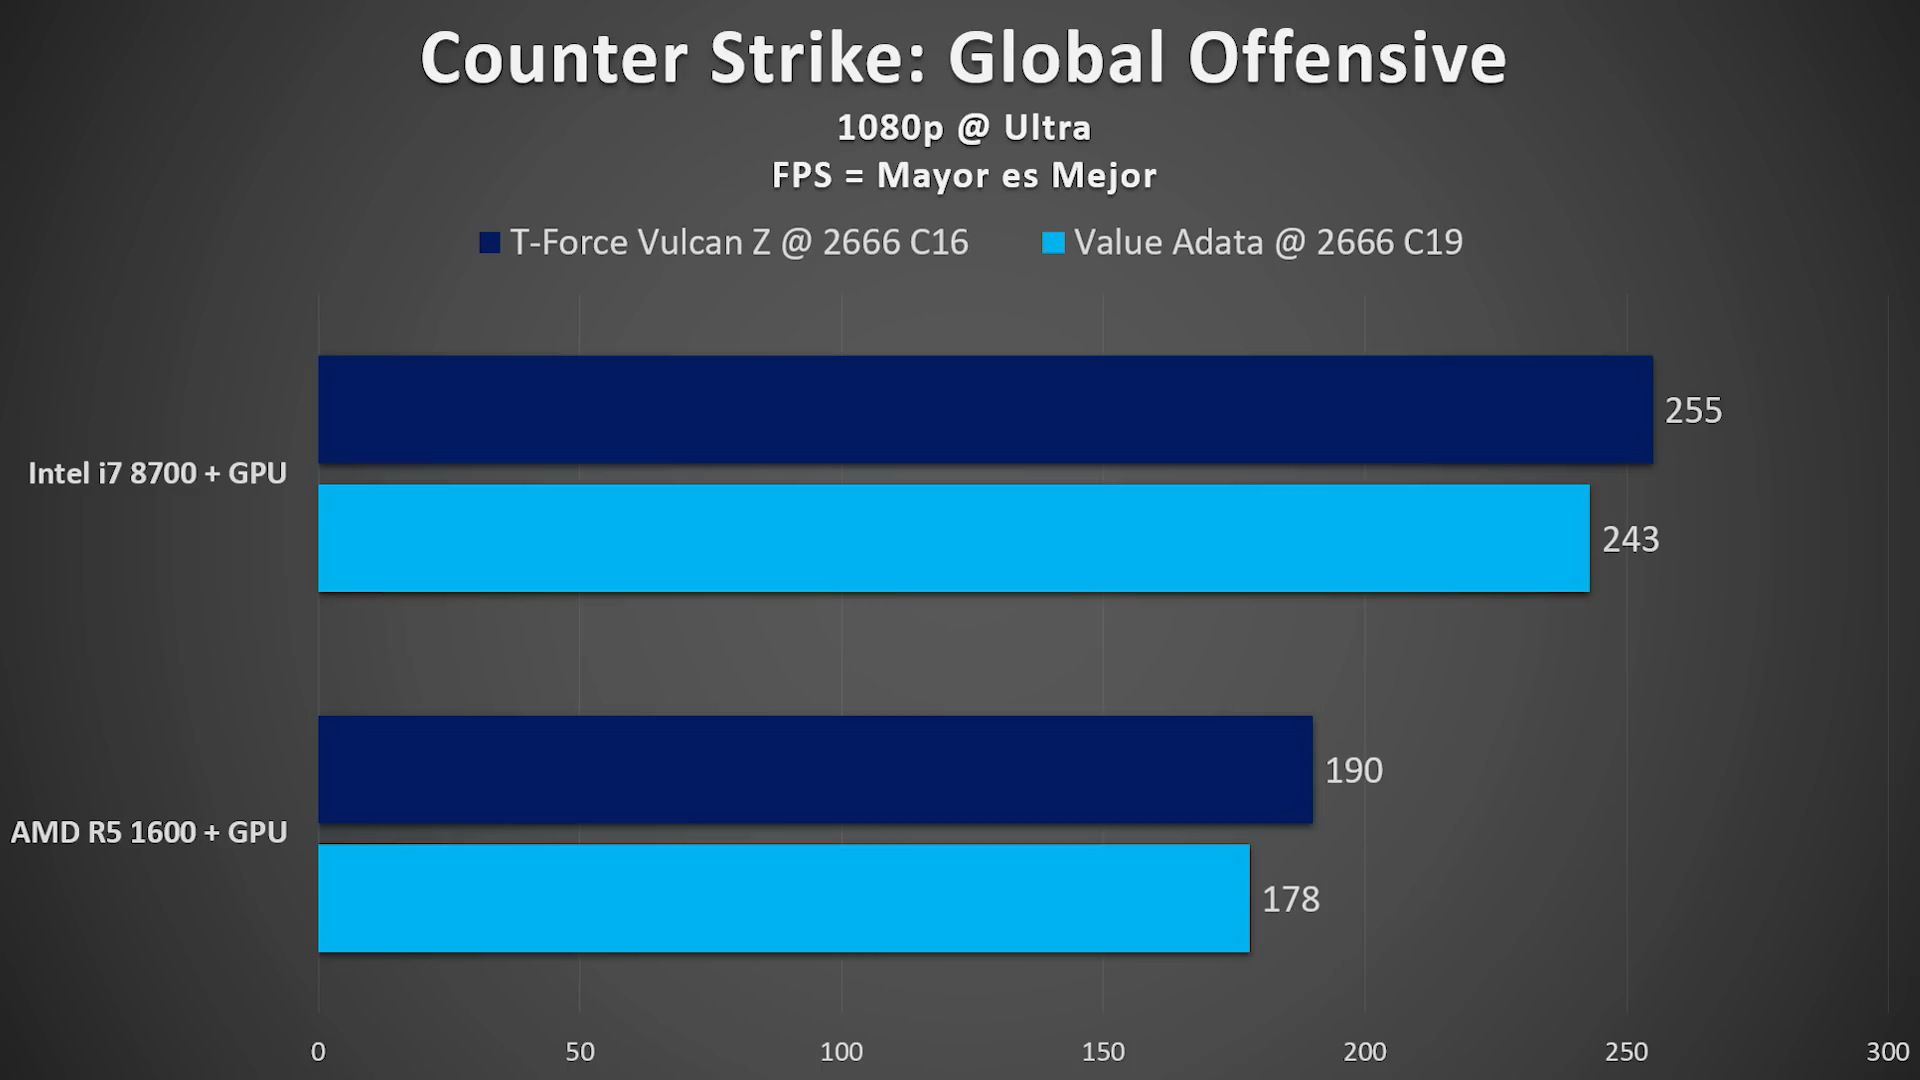 Counter Strike: Global Offensive
1080p @ Ultra
FPS = Mayor es Mejor
T-Force Vulcan Z @ 2666 C16 Value Adata @ 2666 C19
255
Intel i7 8700 + GPU
243
190
AMD R5 1600 + GPU
178
0 50 100 150 200 250 300